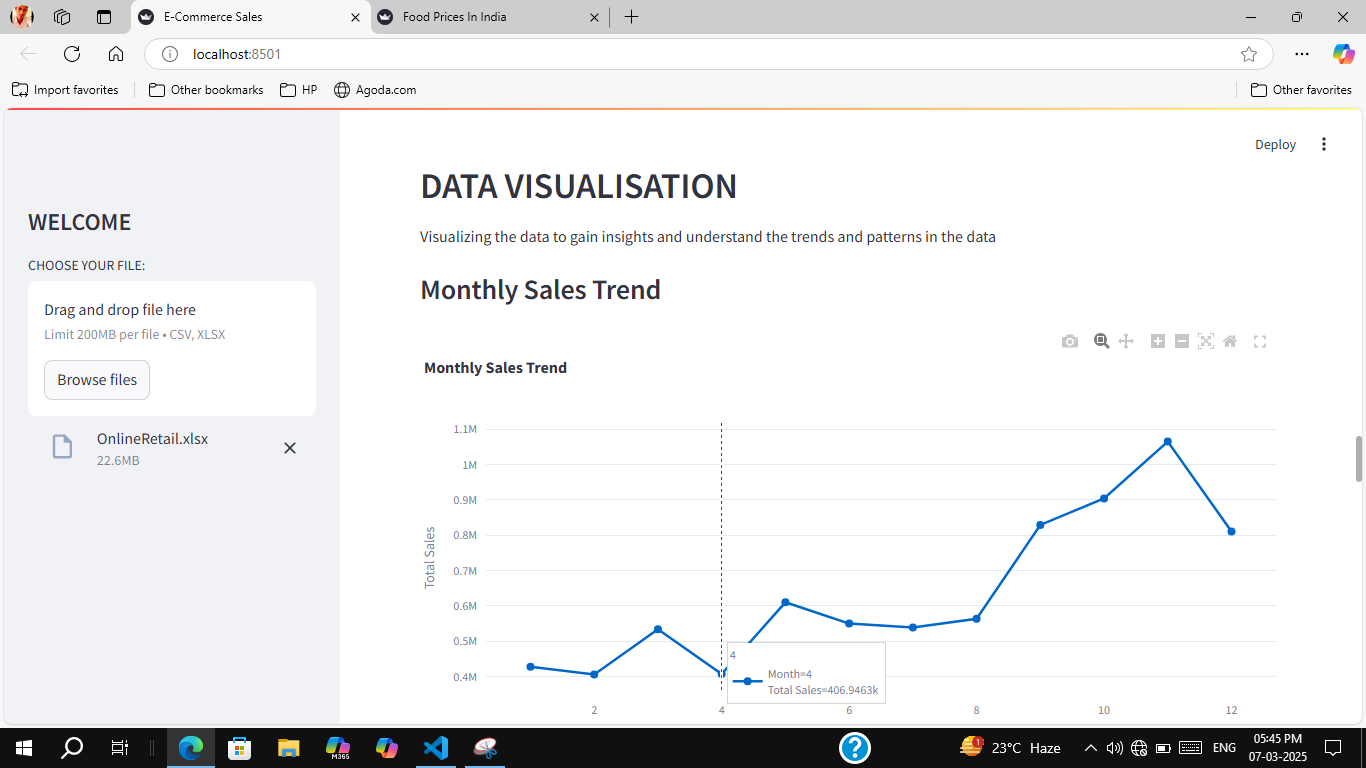 E-Commerce Sales
Food Prices In India
localhost:8501
Import favorites
Other bookmarks
HP
Agoda.com
Other favorites
Deploy
WELCOME
CHOOSE YOUR FILE:
Drag and drop file here
Limit 200MB per file • CSV, XLSX
Browse files
OnlineRetail.xlsx
22.6MB
DATA VISUALISATION
Visualizing the data to gain insights and understand the trends and patterns in the data
Monthly Sales Trend
Monthly Sales Trend
Total Sales
1.1M
1M
0.9M
0.8M
0.7M
0.6M
0.5M
0.4M
4
Month=4
Total Sales=406.9463k
2 4 6 8 10 12
M365
?
1
23°C Haze
ENG
05:45 PM
07-03-2025